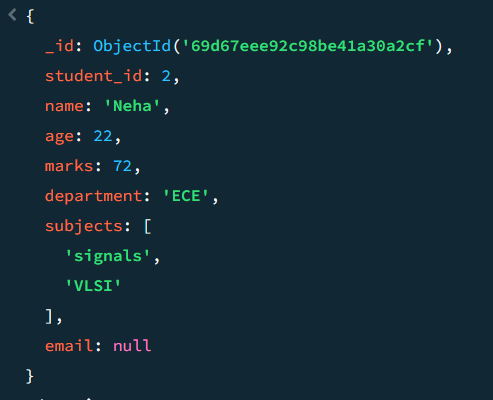 {
_id: ObjectId('69d67eee92c98be41a30a2cf'),
student_id: 2,
name: 'Neha',
age: 22,
marks: 72,
department: 'ECE',
subjects: [
'signals',
'VLSI'
],
email: null
}